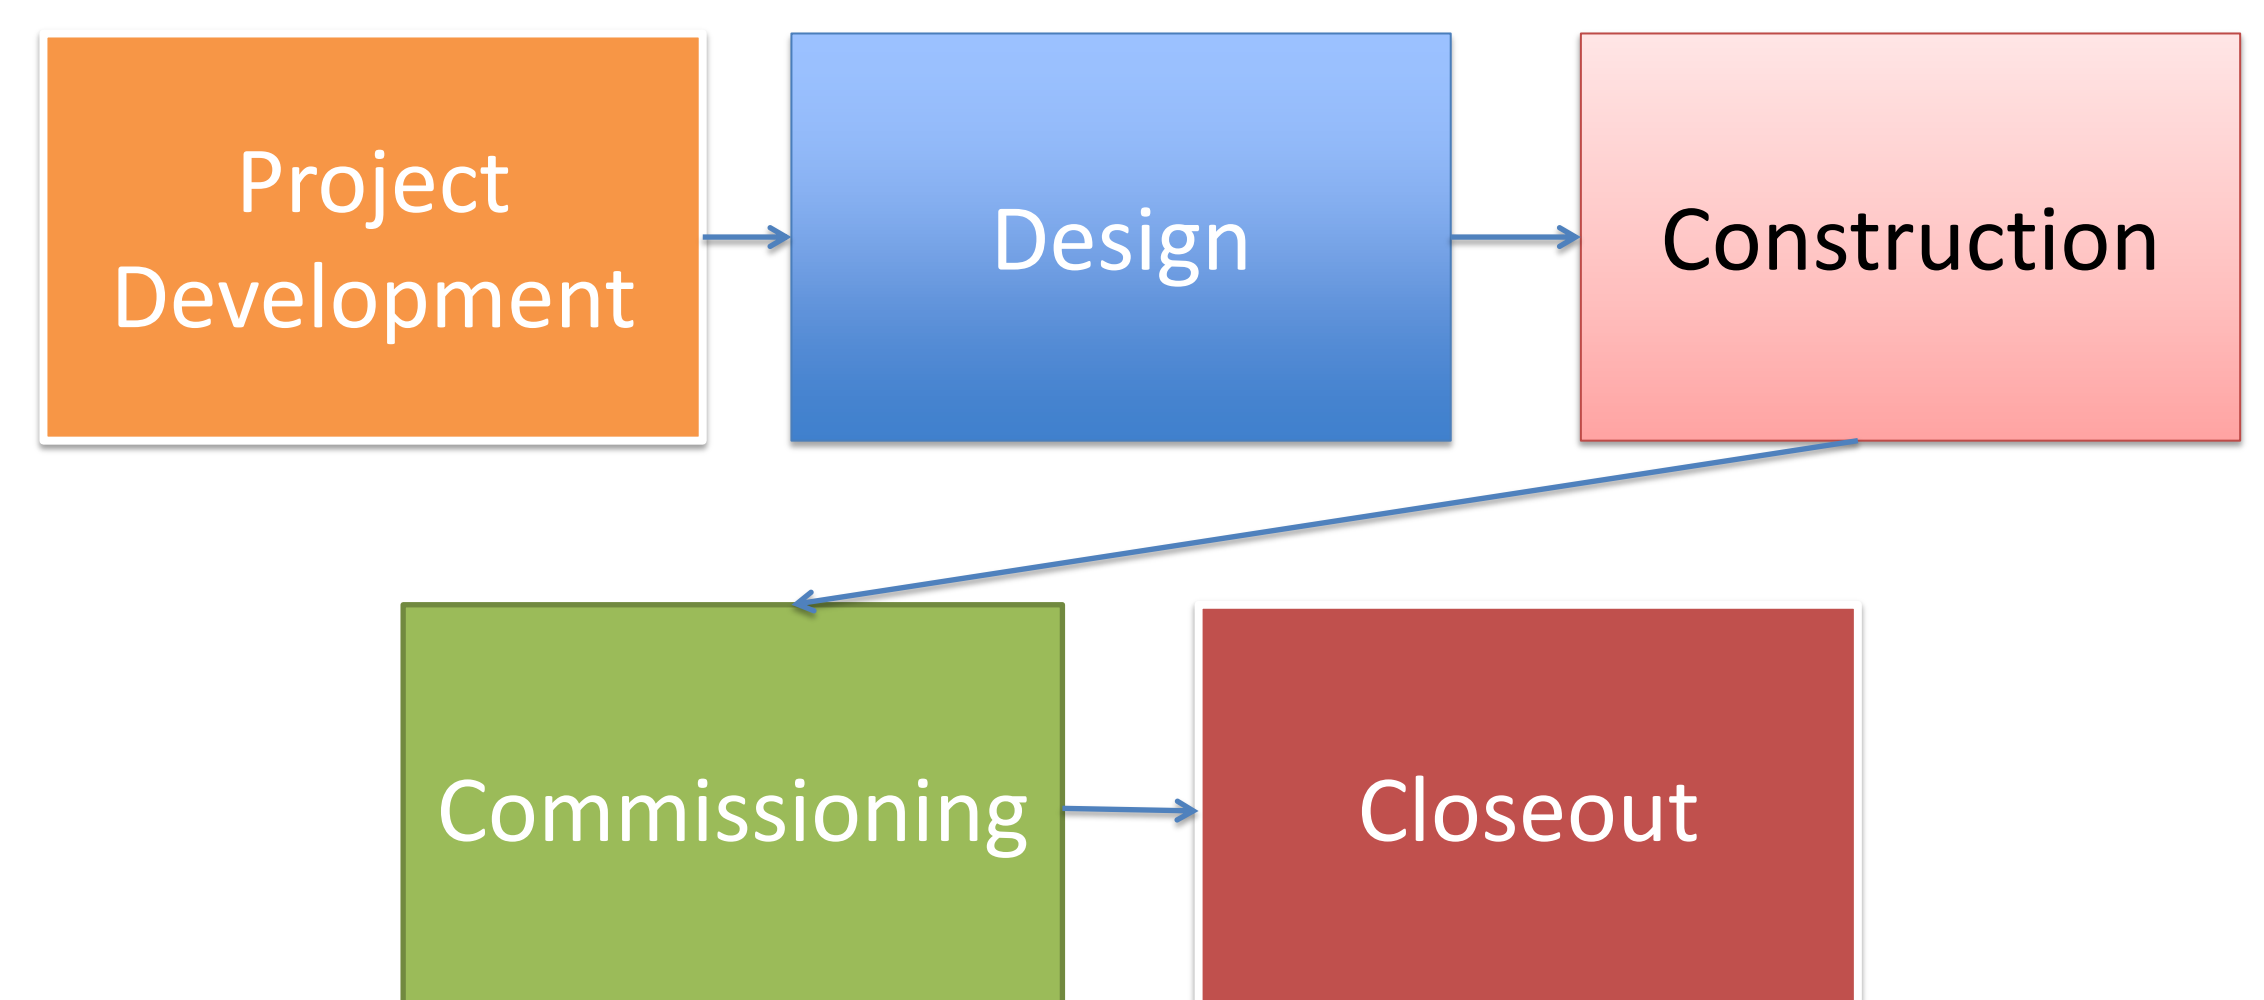 Project
Development
Design
Construction
Commissioning
Closeout